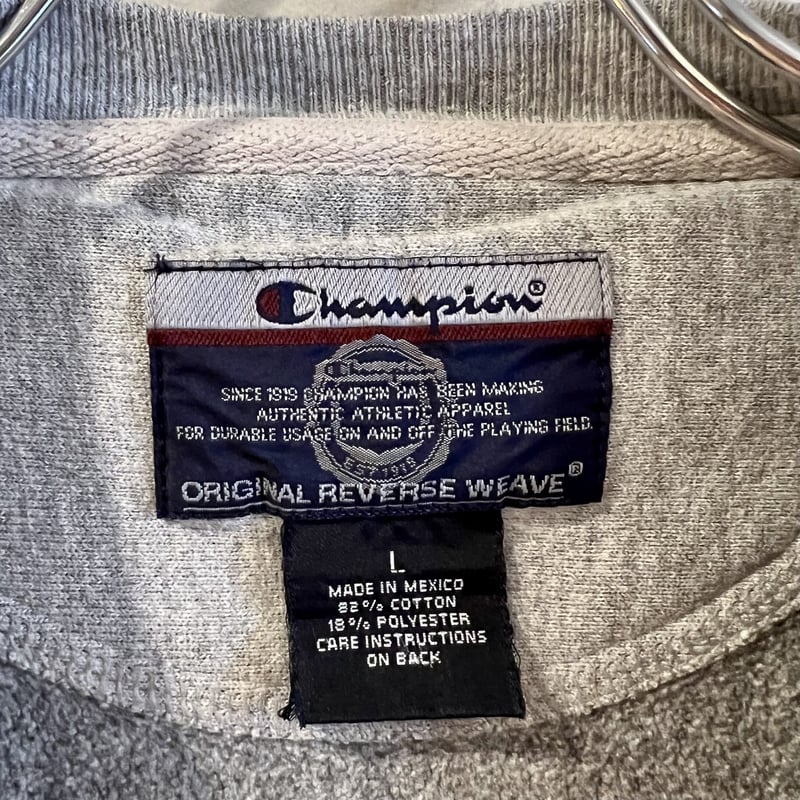 Champion®
Champion
SINCE 1919 CHAMPION HAS BEEN MAKING
AUTHENTIC ATHLETIC APPAREL
FOR DURABLE USAGE ON AND OFF THE PLAYING FIELD.
EST 1919
ORIGINAL REVERSE WEAVE®
L
MADE IN MEXICO
82% COTTON
18% POLYESTER
CARE INSTRUCTIONS
ON BACK